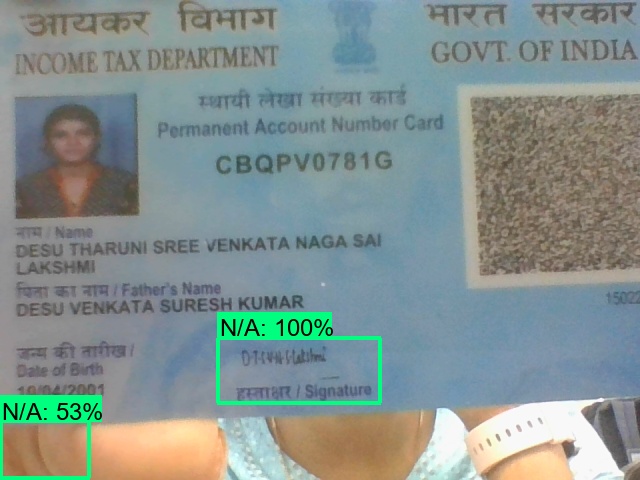 आयकर विभाग
INCOME TAX DEPARTMENT
भारत सरकार
GOVT. OF INDIA
स्थायी लेखा संख्या कार्ड
Permanent Account Number Card
CBQPV0781G
नाम / Name
DESU THARUNI SREE VENKATA NAGA SAI
LAKSHMI
पिता का नाम / Father's Name
DESU VENKATA SURESH KUMAR
15022
जन्म की तारीख /
Date of Birth
10/04/2001
N/A: 100%
हस्ताक्षर / Signature
N/A: 53%